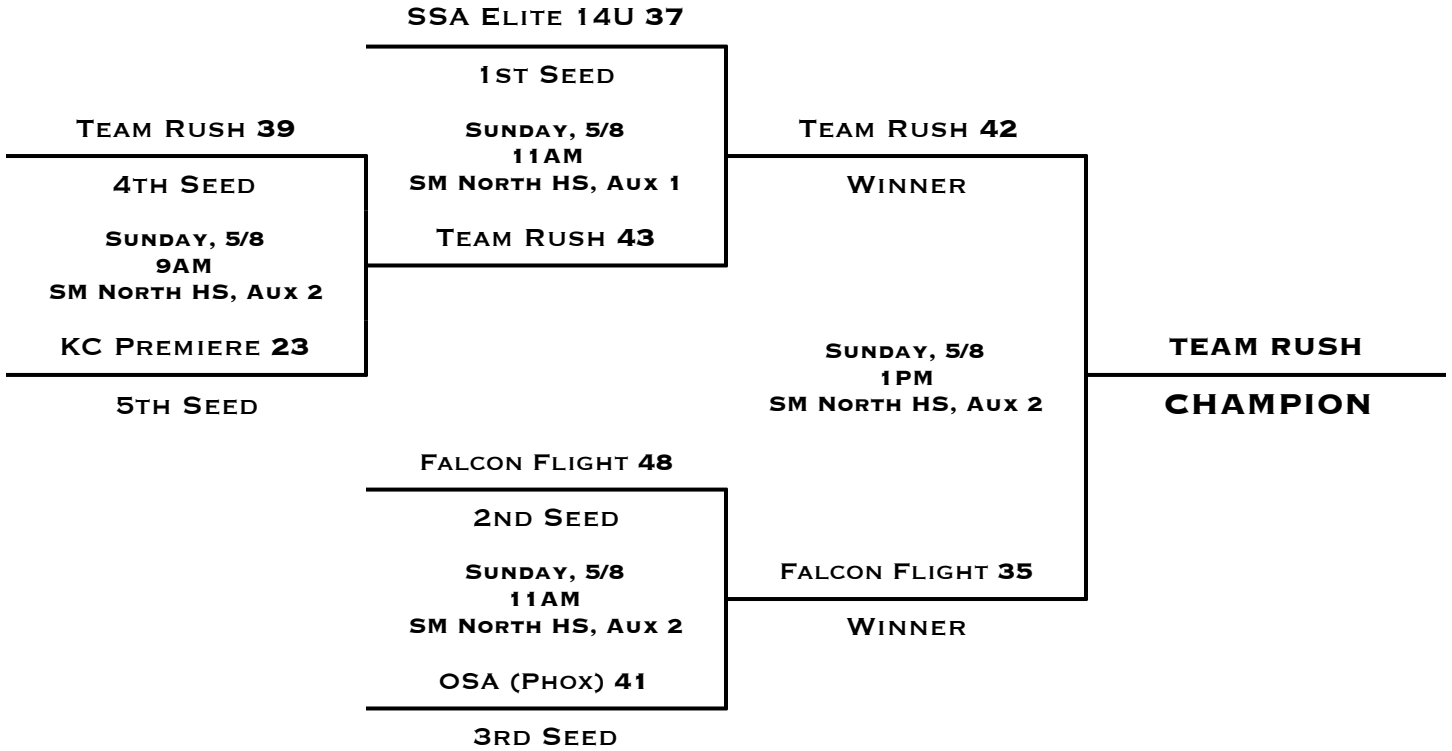 SSA Elite 14U 37
1st Seed
Sunday, 5/8
11AM
SM North HS, Aux 1
Team Rush 43
Team Rush 39
4th Seed
Sunday, 5/8
9AM
SM North HS, Aux 2
KC Premiere 23
5th Seed
Team Rush 42
Winner
Sunday, 5/8
1PM
SM North HS, Aux 2
TEAM RUSH
CHAMPION
Falcon Flight 48
2nd Seed
Sunday, 5/8
11AM
SM North HS, Aux 2
OSA (Phox) 41
3rd Seed
Falcon Flight 35
Winner